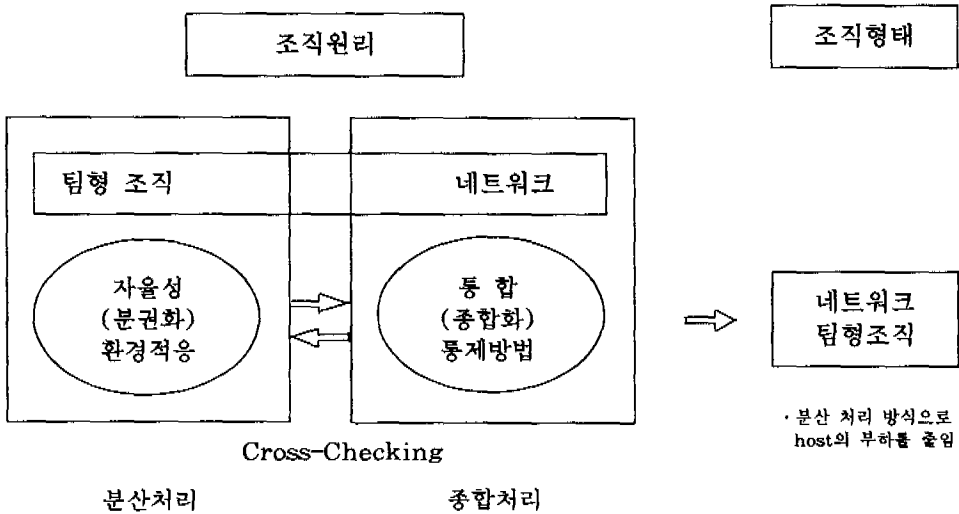 조직원리
조직형태
팀형 조직
네트워크
자율성
(분권화)
환경적응
통 합
(종합화)
통제방법
네트워크
팀형조직
· 분산 처리 방식으로
host의 부하를 줄임
Cross-Checking
분산처리
종합처리